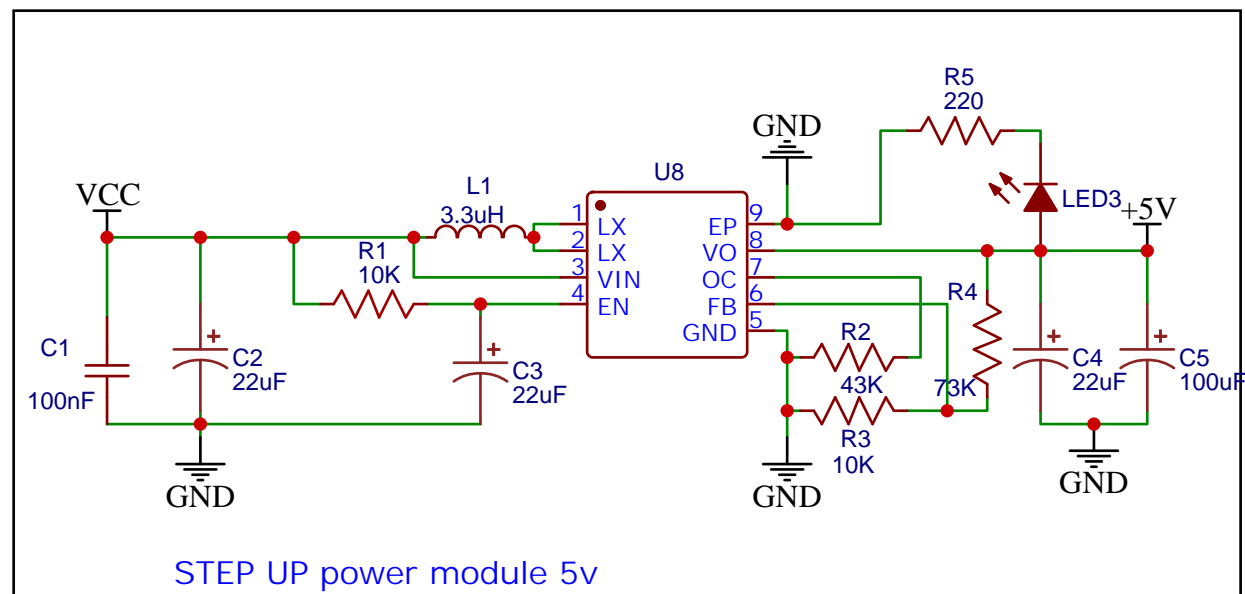 R5
220
GND
U8
VCC
L1
3.3uH
LED3
+5V
1
LX
2
LX
3
VIN
4
EN
9
EP
8
VO
7
OC
6
FB
5
GND
R1
10K
R4
73K
R2
43K
R3
10K
C1
100nF
C2
22uF
C3
22uF
C4
22uF
C5
100uF
GND
GND
GND
STEP UP power module 5v